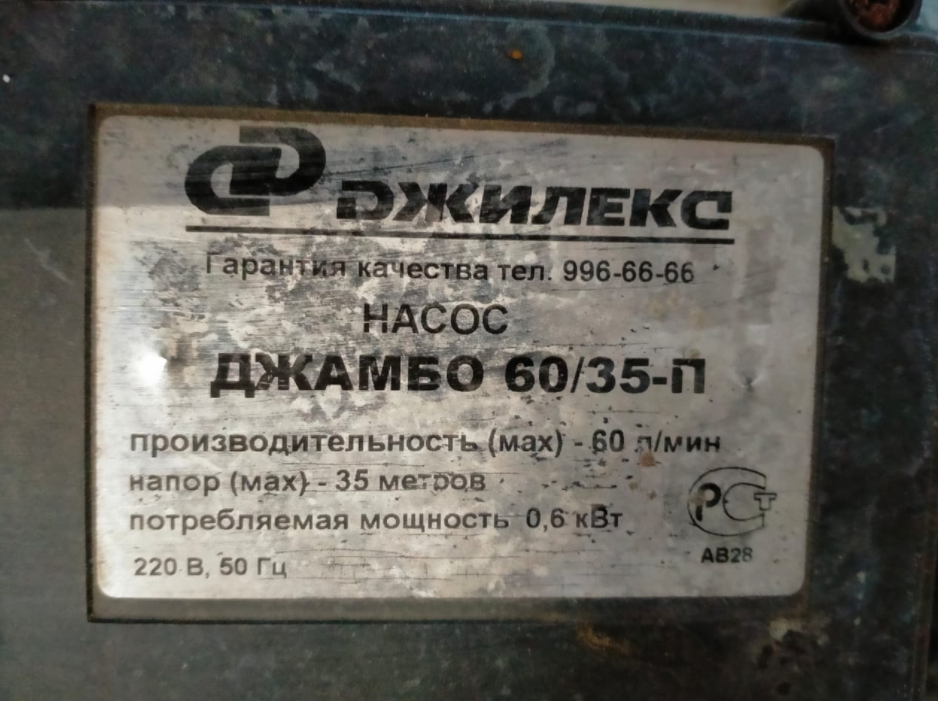 ДЖИЛЕКС
Гарантия качества тел. 996-66-66
НАСОС
ДЖАМБО 60/35-П
производительность (мах) - 60 л/мин
напор (мах) - 35 метров
потребляемая мощность 0,6 кВт
220 В, 50 Гц
РСТ
АВ28